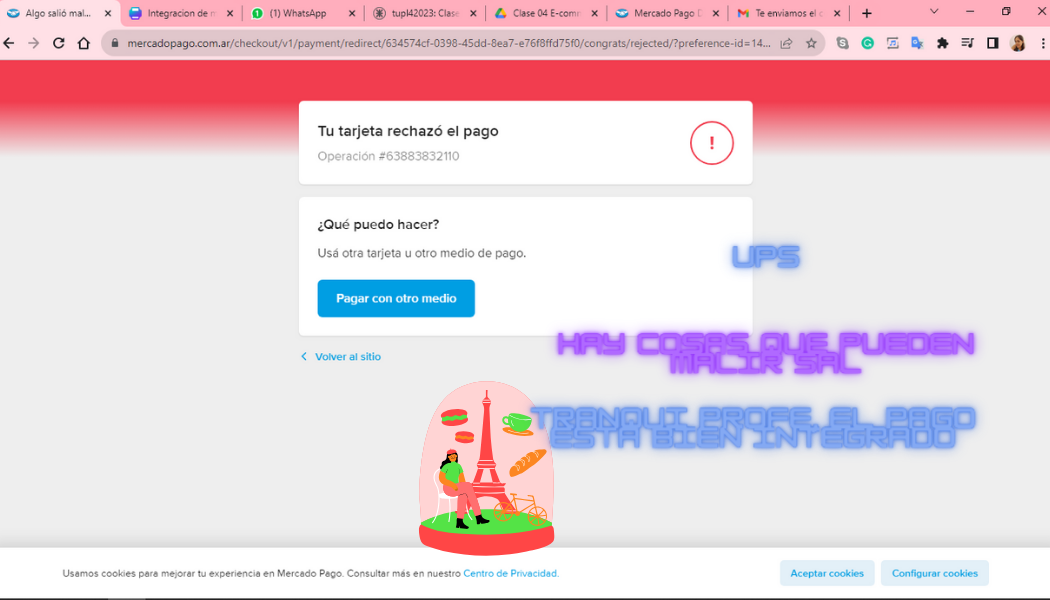 Algo salió mal...
Integracion de m
(1) WhatsApp
tupl42023: Clase
Clase 04 E-comm
Mercado Pago D
Te enviamos el c
mercadopago.com.ar/checkout/v1/payment/redirect/634574cf-0398-45dd-8ea7-e76f8ffd75f0/congrats/rejected/?preference-id=14...
Tu tarjeta rechazó el pago
Operación #63883832110
¿Qué puedo hacer?
Usá otra tarjeta u otro medio de pago.
UPS
Pagar con otro medio
HAY COSAS QUE PUEDEN
MALIR SAL
Volver al sitio
TRANQUI PROFE EL PAGO
ESTA BIEN INTEGRADO
Usamos cookies para mejorar tu experiencia en Mercado Pago. Consultar más en nuestro Centro de Privacidad.
Aceptar cookies
Configurar cookies